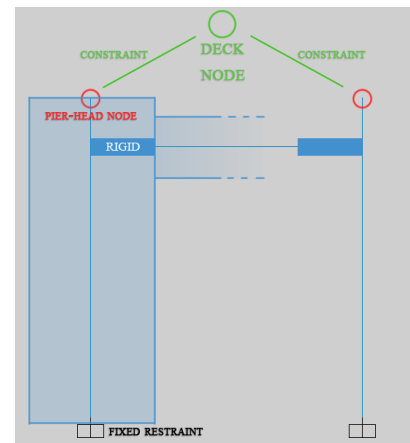 CONSTRAINT
DECK
NODE
CONSTRAINT
PIER-HEAD NODE
RIGID
FIXED RESTRAINT